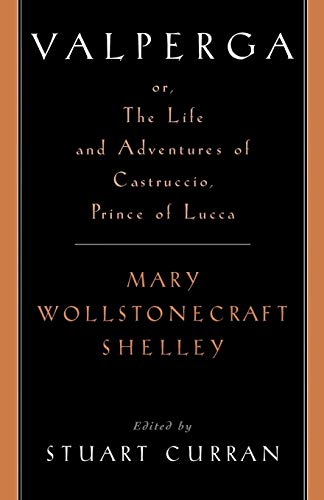 VALPERGA
or,
The Life
and Adventures of
Castruccio,
Prince of Lucca
MARY
WOLLSTONECRAFT
SHELLEY
Edited by
STUART CURRAN